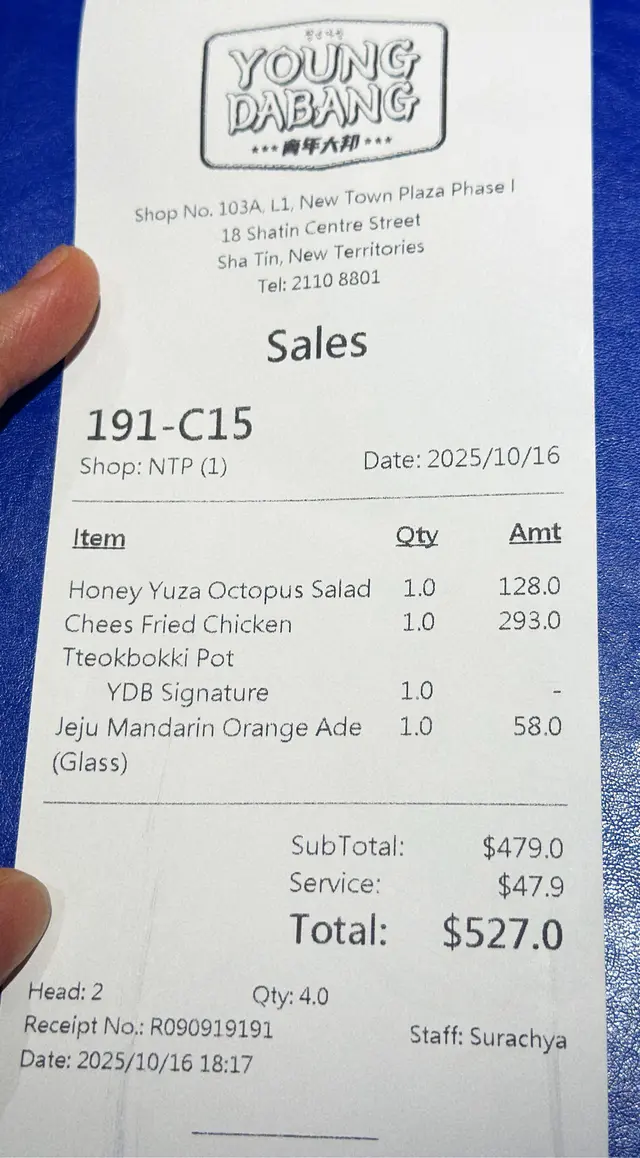 YOUNG
DABANG
*** 青年大邦 ***
Shop No. 103A, L1, New Town Plaza Phase I
18 Shatin Centre Street
Sha Tin, New Territories
Tel: 2110 8801
Sales
191-C15
Shop: NTP (1) Date: 2025/10/16
Item Qty Amt
Honey Yuza Octopus Salad 1.0 128.0
Chees Fried Chicken 1.0 293.0
Tteokbokki Pot
YDB Signature 1.0 -
Jeju Mandarin Orange Ade 1.0 58.0
(Glass)
SubTotal: $479.0
Service: $47.9
Total: $527.0
Head: 2 Qty: 4.0
Receipt No.: R090919191 Staff: Surachya
Date: 2025/10/16 18:17